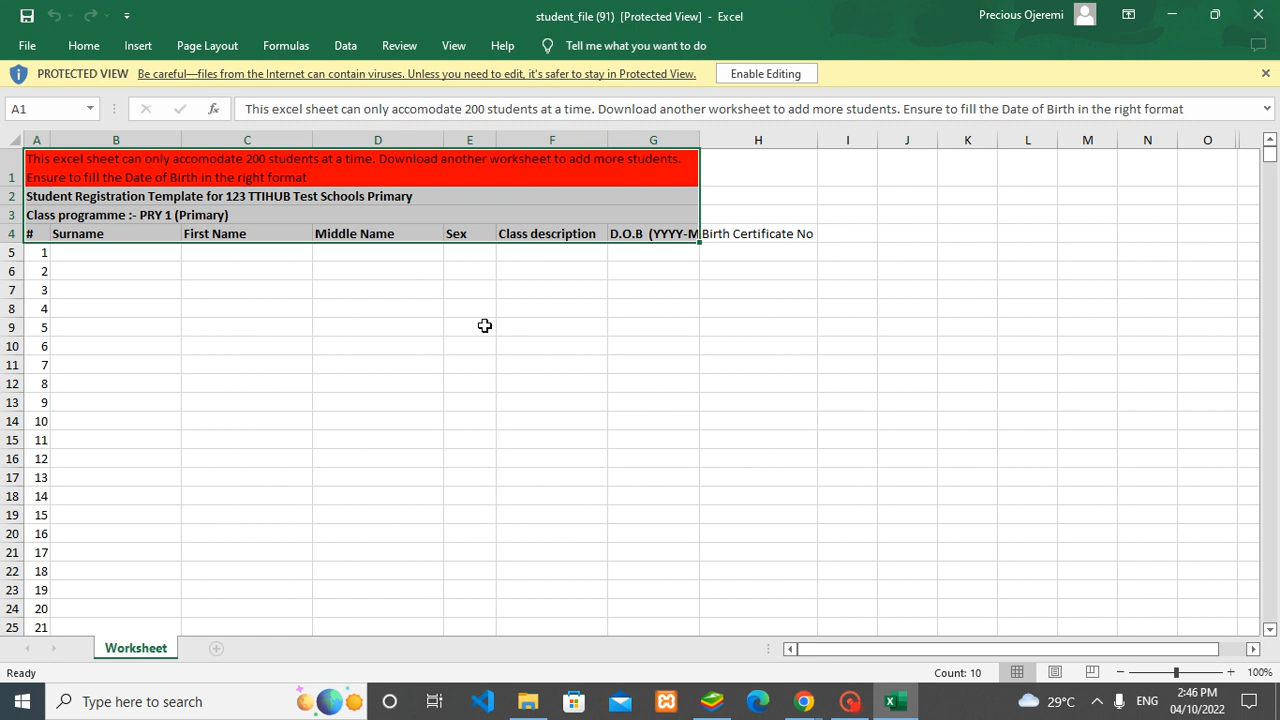 student_file (91) [Protected View] - Excel
Precious Ojeremi
File Home Insert Page Layout Formulas Data Review View Help Tell me what you want to do
PROTECTED VIEW Be careful—files from the Internet can contain viruses. Unless you need to edit, it's safer to stay in Protected View. Enable Editing
A1 fx This excel sheet can only accomodate 200 students at a time. Download another worksheet to add more students. Ensure to fill the Date of Birth in the right format
A B C D E F G H I J K L M N O
1 This excel sheet can only accomodate 200 students at a time. Download another worksheet to add more students.
Ensure to fill the Date of Birth in the right format
2 Student Registration Template for 123 TTIHUB Test Schools Primary
3 Class programme :- PRY 1 (Primary)
4 # Surname First Name Middle Name Sex Class description D.O.B (YYYY-M Birth Certificate No
5 1
6 2
7 3
8 4
9 5
10 6
11 7
12 8
13 9
14 10
15 11
16 12
17 13
18 14
19 15
20 16
21 17
22 18
23 19
24 20
25 21
Worksheet
Ready Count: 10 100%
Type here to search 29°C ENG 2:46 PM
04/10/2022